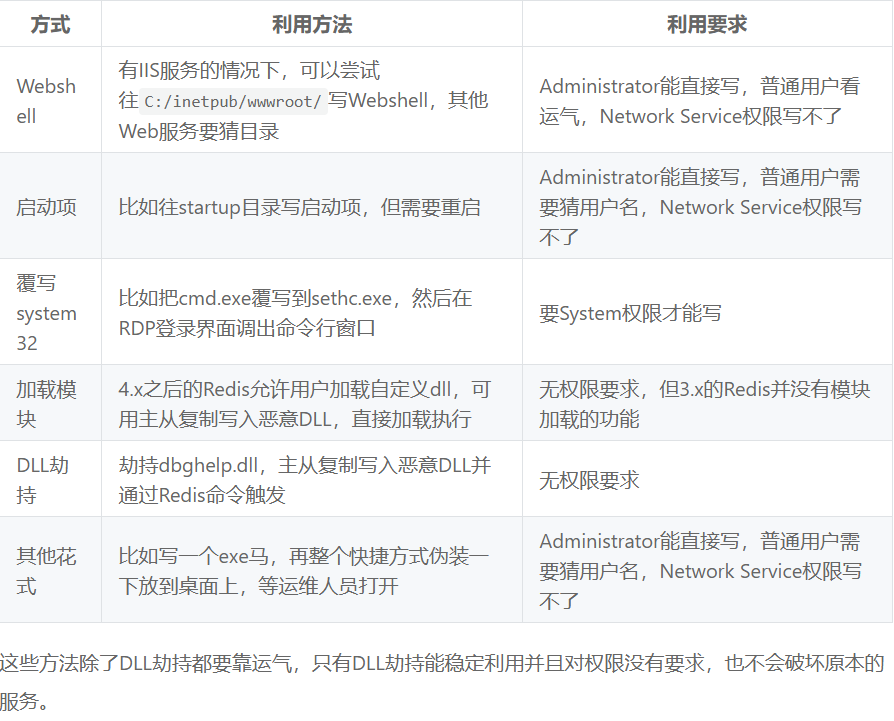 方式 利用方法 利用要求
Websh
ell
有IIS服务的情况下，可以尝试
往 C:/inetpub/wwwroot/ 写Webshell，其他
Web服务要猜目录
Administrator能直接写，普通用户看
运气，Network Service权限写不了
启动项
比如往startup目录写启动项，但需要重启
Administrator能直接写，普通用户需
要猜用户名，Network Service权限写
不了
覆写
system
32
比如把cmd.exe覆写到sethc.exe，然后在
RDP登录界面调出命令行窗口
要System权限才能写
加载模
块
4.x之后的Redis允许用户加载自定义dll，可
用主从复制写入恶意DLL，直接加载执行
无权限要求，但3.x的Redis并没有模块
加载的功能
DLL劫
持
劫持dbghelp.dll，主从复制写入恶意DLL并
通过Redis命令触发
无权限要求
其他花
式
比如写一个exe马，再整个快捷方式伪装一
下放到桌面上，等运维人员打开
Administrator能直接写，普通用户需
要猜用户名，Network Service权限写
不了
这些方法除了DLL劫持都要靠运气，只有DLL劫持能稳定利用并且对权限没有要求，也不会破坏原本的
服务。